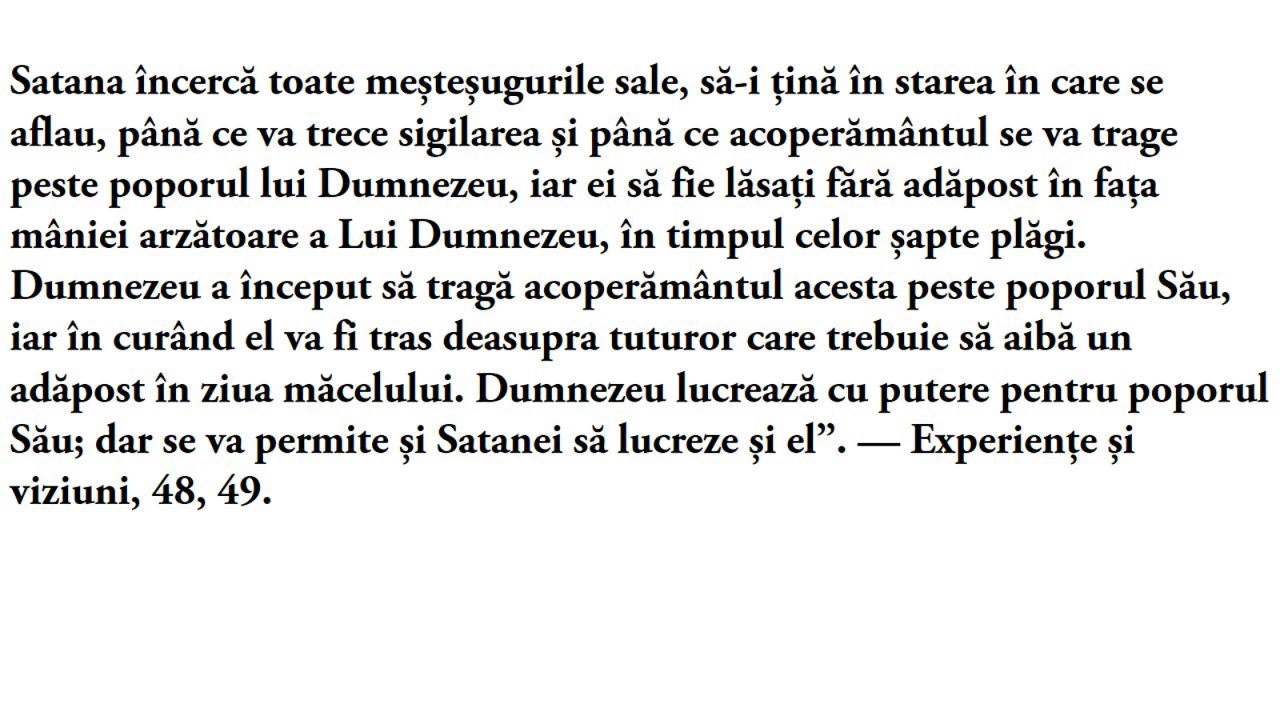 Satana încercă toate meșteșugurile sale, să-i țină în starea în care se
aflau, până ce va trece sigilarea și până ce acoperământul se va trage
peste poporul lui Dumnezeu, iar ei să fie lăsați fără adăpost în fața
mâniei arzătoare a Lui Dumnezeu, în timpul celor șapte plăgi.
Dumnezeu a început să tragă acoperământul acesta peste poporul Său,
iar în curând el va fi tras deasupra tuturor care trebuie să aibă un
adăpost în ziua măcelului. Dumnezeu lucrează cu putere pentru poporul
Său; dar se va permite și Satanei să lucreze și el”. — Experiențe și
viziuni, 48, 49.